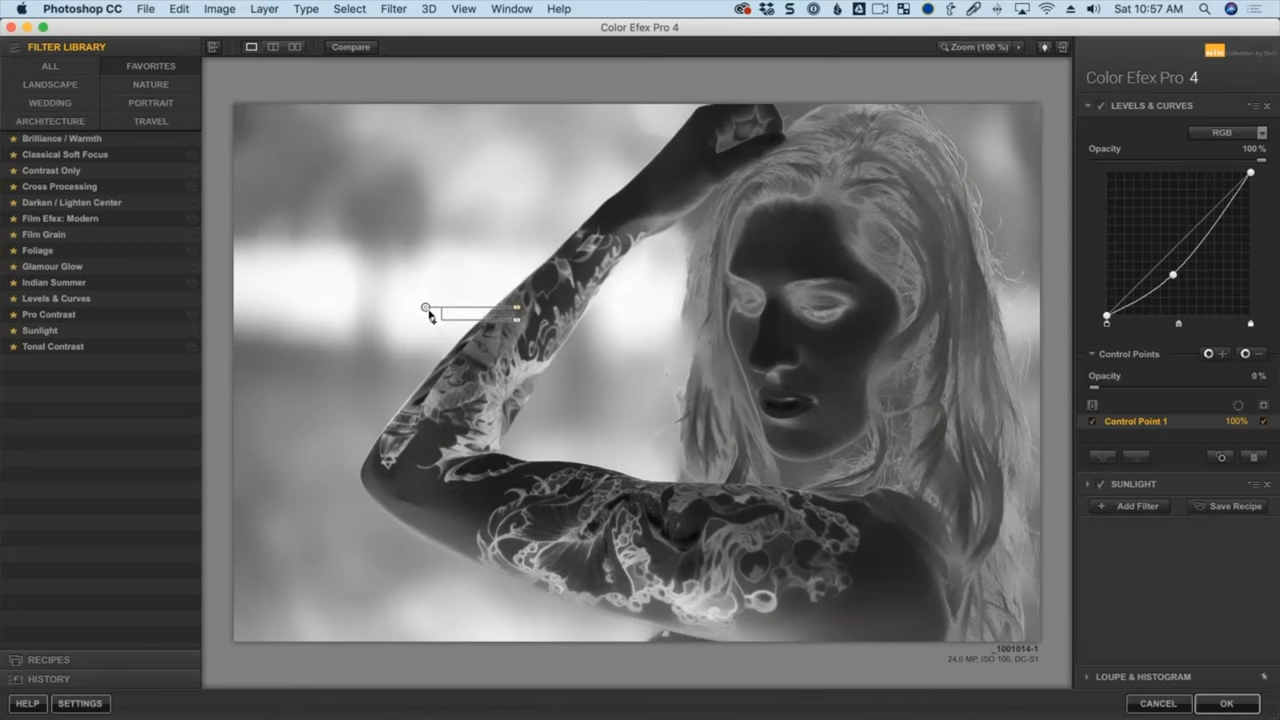 Photoshop CC File Edit Image Layer Type Select Filter 3D View Window Help Sat 10:57 AM
Color Efex Pro 4
FILTER LIBRARY
Compare
Zoom (100 %)
ALL FAVORITES
LANDSCAPE NATURE
WEDDING PORTRAIT
ARCHITECTURE TRAVEL
Brilliance / Warmth
Classical Soft Focus
Contrast Only
Cross Processing
Darken / Lighten Center
Film Efex: Modern
Film Grain
Foliage
Glamour Glow
Indian Summer
Levels & Curves
Pro Contrast
Sunlight
Tonal Contrast
RECIPES
HISTORY
HELP SETTINGS
_1001014-1
24.0 MP, ISO 100, DC-S1
Color Efex Pro 4
LEVELS & CURVES
RGB
Opacity 100 %
Control Points
Opacity 0 %
Control Point 1 100%
SUNLIGHT
+ Add Filter Save Recipe
LOUPE & HISTOGRAM
CANCEL OK